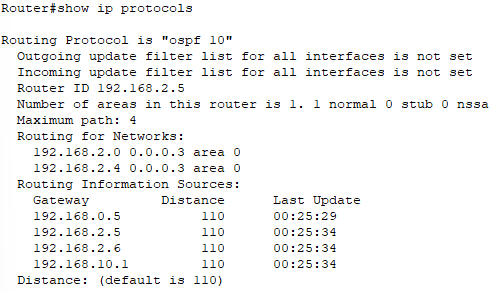 Router#show ip protocols
Routing Protocol is "ospf 10"
Outgoing update filter list for all interfaces is not set
Incoming update filter list for all interfaces is not set
Router ID 192.168.2.5
Number of areas in this router is 1. 1 normal 0 stub 0 nssa
Maximum path: 4
Routing for Networks:
192.168.2.0 0.0.0.3 area 0
192.168.2.4 0.0.0.3 area 0
Routing Information Sources:
Gateway Distance Last Update
192.168.0.5 110 00:25:29
192.168.2.5 110 00:25:34
192.168.2.6 110 00:25:34
192.168.10.1 110 00:25:34
Distance: (default is 110)